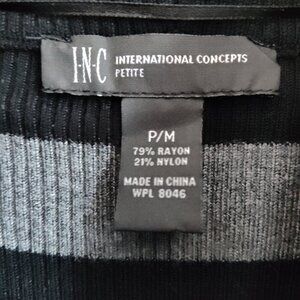 I·N·C INTERNATIONAL CONCEPTS
PETITE
P/M
79% RAYON
21% NYLON
MADE IN CHINA
WPL 8046